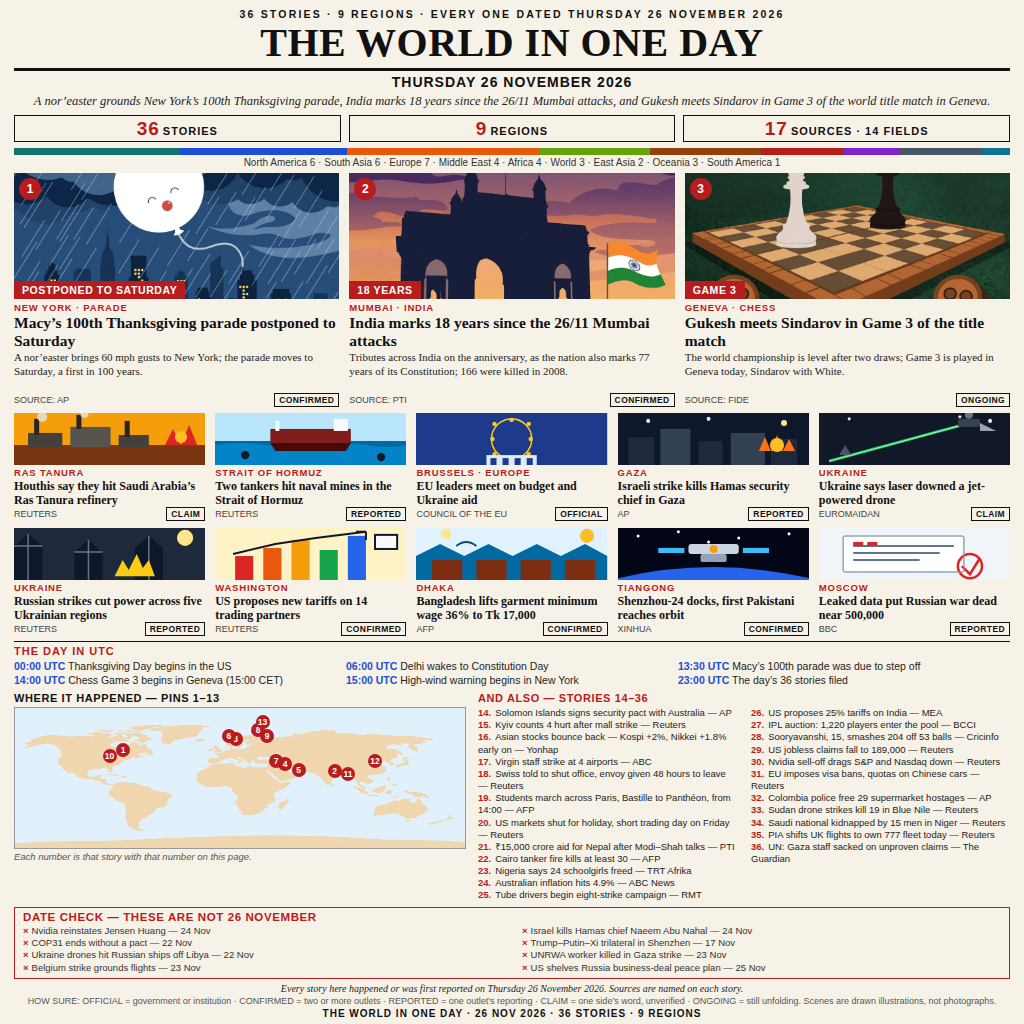 36 STORIES · 9 REGIONS · EVERY ONE DATED THURSDAY 26 NOVEMBER 2026
THE WORLD IN ONE DAY
THURSDAY 26 NOVEMBER 2026
A nor'easter grounds New York's 100th Thanksgiving parade, India marks 18 years since the 26/11 Mumbai attacks, and Gukesh meets Sindarov in Game 3 of the world title match in Geneva.
36 STORIES
9 REGIONS
17 SOURCES · 14 FIELDS
North America 6 · South Asia 6 · Europe 7 · Middle East 4 · Africa 4 · World 3 · East Asia 2 · Oceania 3 · South America 1
1
POSTPONED TO SATURDAY
NEW YORK · PARADE
Macy's 100th Thanksgiving parade postponed to
Saturday
A nor'easter brings 60 mph gusts to New York; the parade moves to
Saturday, a first in 100 years.
SOURCE: AP
CONFIRMED
2
18 YEARS
MUMBAI · INDIA
India marks 18 years since the 26/11 Mumbai
attacks
Tributes across India on the anniversary, as the nation also marks 77
years of its Constitution; 166 were killed in 2008.
SOURCE: PTI
CONFIRMED
3
GAME 3
GENEVA · CHESS
Gukesh meets Sindarov in Game 3 of the title
match
The world championship is level after two draws; Game 3 is played in
Geneva today, Sindarov with White.
SOURCE: FIDE
ONGOING
RAS TANURA
Houthis say they hit Saudi Arabia's
Ras Tanura refinery
REUTERS
CLAIM
STRAIT OF HORMUZ
Two tankers hit naval mines in the
Strait of Hormuz
REUTERS
REPORTED
BRUSSELS · EUROPE
EU leaders meet on budget and
Ukraine aid
COUNCIL OF THE EU
OFFICIAL
GAZA
Israeli strike kills Hamas security
chief in Gaza
AP
REPORTED
UKRAINE
Ukraine says laser downed a jet-
powered drone
EUROMAIDAN
CLAIM
UKRAINE
Russian strikes cut power across five
Ukrainian regions
REUTERS
REPORTED
WASHINGTON
US proposes new tariffs on 14
trading partners
REUTERS
CONFIRMED
DHAKA
Bangladesh lifts garment minimum
wage 36% to Tk 17,000
AFP
CONFIRMED
TIANGONG
Shenzhou-24 docks, first Pakistani
reaches orbit
XINHUA
CONFIRMED
MOSCOW
Leaked data put Russian war dead
near 500,000
BBC
REPORTED
THE DAY IN UTC
00:00 UTC Thanksgiving Day begins in the US
06:00 UTC Delhi wakes to Constitution Day
13:30 UTC Macy's 100th parade was due to step off
14:00 UTC Chess Game 3 begins in Geneva (15:00 CET)
15:00 UTC High-wind warning begins in New York
23:00 UTC The day's 36 stories filed
WHERE IT HAPPENED — PINS 1–13
10
1
6
13
8
9
7
4
5
2
11
12
Each number is that story with that number on this page.
AND ALSO — STORIES 14–36
14. Solomon Islands signs security pact with Australia — AP
15. Kyiv counts 4 hurt after mall strike — Reuters
16. Asian stocks bounce back — Kospi +2%, Nikkei +1.8%
early on — Yonhap
17. Virgin staff strike at 4 airports — ABC
18. Swiss told to shut office, envoy given 48 hours to leave
— Reuters
19. Students march across Paris, Bastille to Panthéon, from
14:00 — AFP
20. US markets shut for holiday, short trading day on Friday
— Reuters
21. ₹15,000 crore aid for Nepal after Modi–Shah talks — PTI
22. Cairo tanker fire kills at least 30 — AFP
23. Nigeria says 24 schoolgirls freed — TRT Afrika
24. Australian inflation hits 4.9% — ABC News
25. Tube drivers begin eight-strike campaign — RMT
26. US proposes 25% tariffs on India — MEA
27. IPL auction: 1,220 players enter the pool — BCCI
28. Sooryavanshi, 15, smashes 204 off 53 balls — Cricinfo
29. US jobless claims fall to 189,000 — Reuters
30. Nvidia sell-off drags S&P and Nasdaq down — Reuters
31. EU imposes visa bans, quotas on Chinese cars —
Reuters
32. Colombia police free 29 supermarket hostages — AP
33. Sudan drone strikes kill 19 in Blue Nile — Reuters
34. Saudi national kidnapped by 15 men in Niger — Reuters
35. PIA shifts UK flights to own 777 fleet today — Reuters
36. UN: Gaza staff sacked on unproven claims — The
Guardian
DATE CHECK — THESE ARE NOT 26 NOVEMBER
× Nvidia reinstates Jensen Huang — 24 Nov
× COP31 ends without a pact — 22 Nov
× Ukraine drones hit Russian ships off Libya — 22 Nov
× Belgium strike grounds flights — 23 Nov
× Israel kills Hamas chief Naeem Abu Nahal — 24 Nov
× Trump–Putin–Xi trilateral in Shenzhen — 17 Nov
× UNRWA worker killed in Gaza strike — 23 Nov
× US shelves Russia business-deal peace plan — 25 Nov
Every story here happened or was first reported on Thursday 26 November 2026. Sources are named on each story.
HOW SURE: OFFICIAL = government or institution · CONFIRMED = two or more outlets · REPORTED = one outlet's reporting · CLAIM = one side's word, unverified · ONGOING = still unfolding. Scenes are drawn illustrations, not photographs.
THE WORLD IN ONE DAY · 26 NOV 2026 · 36 STORIES · 9 REGIONS